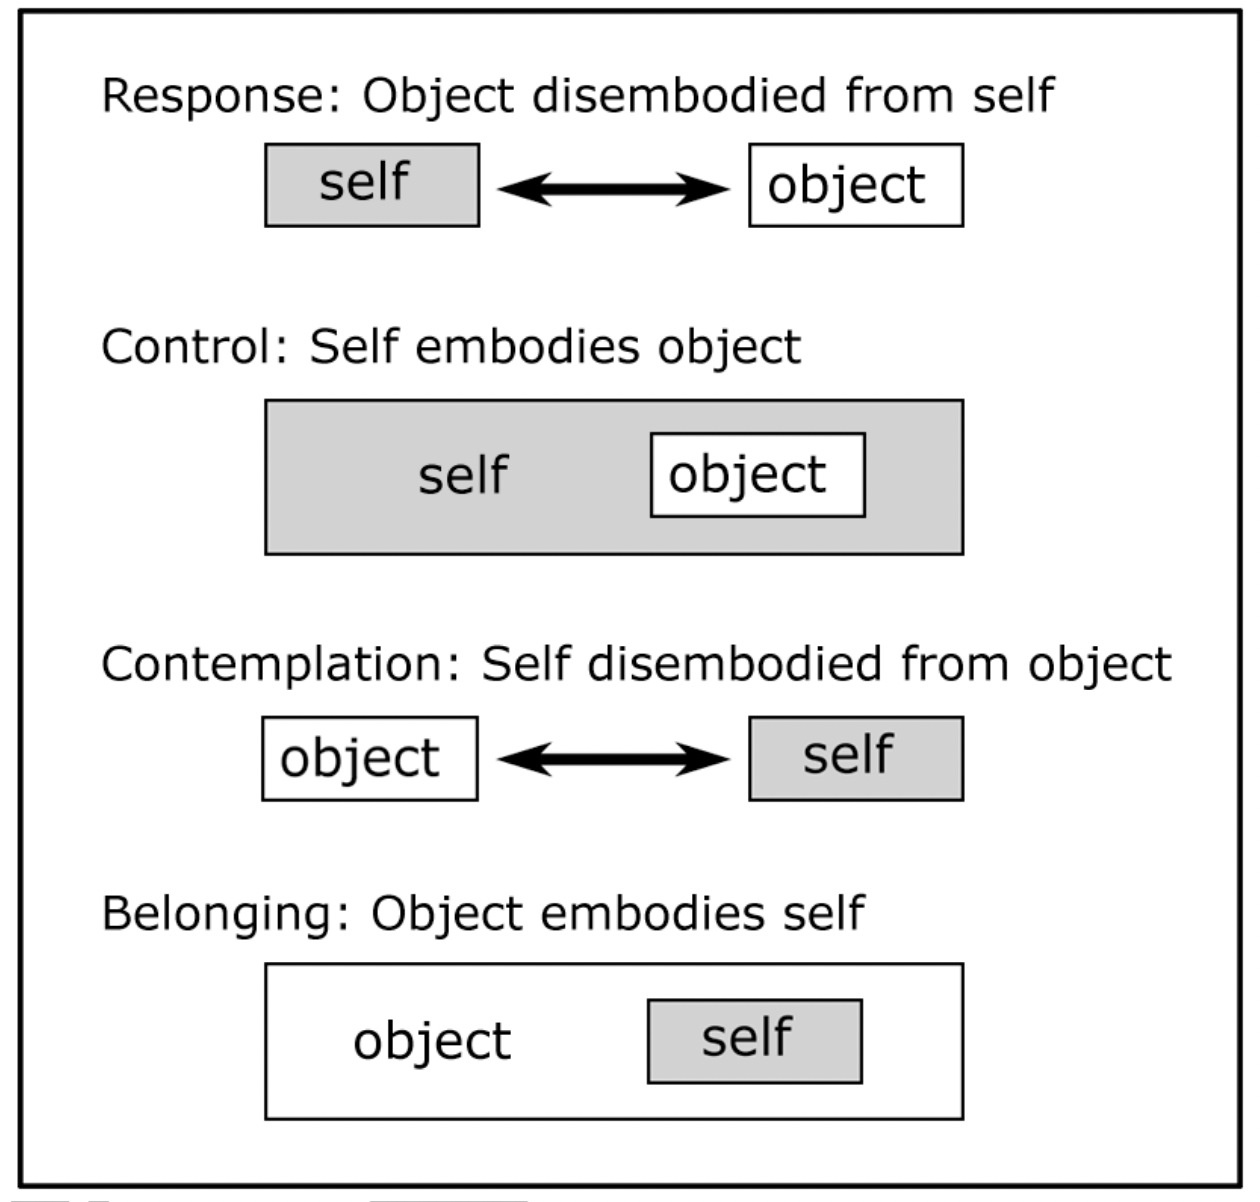 Response: Object disembodied from self
self object
Control: Self embodies object
self object
Contemplation: Self disembodied from object
object self
Belonging: Object embodies self
object self